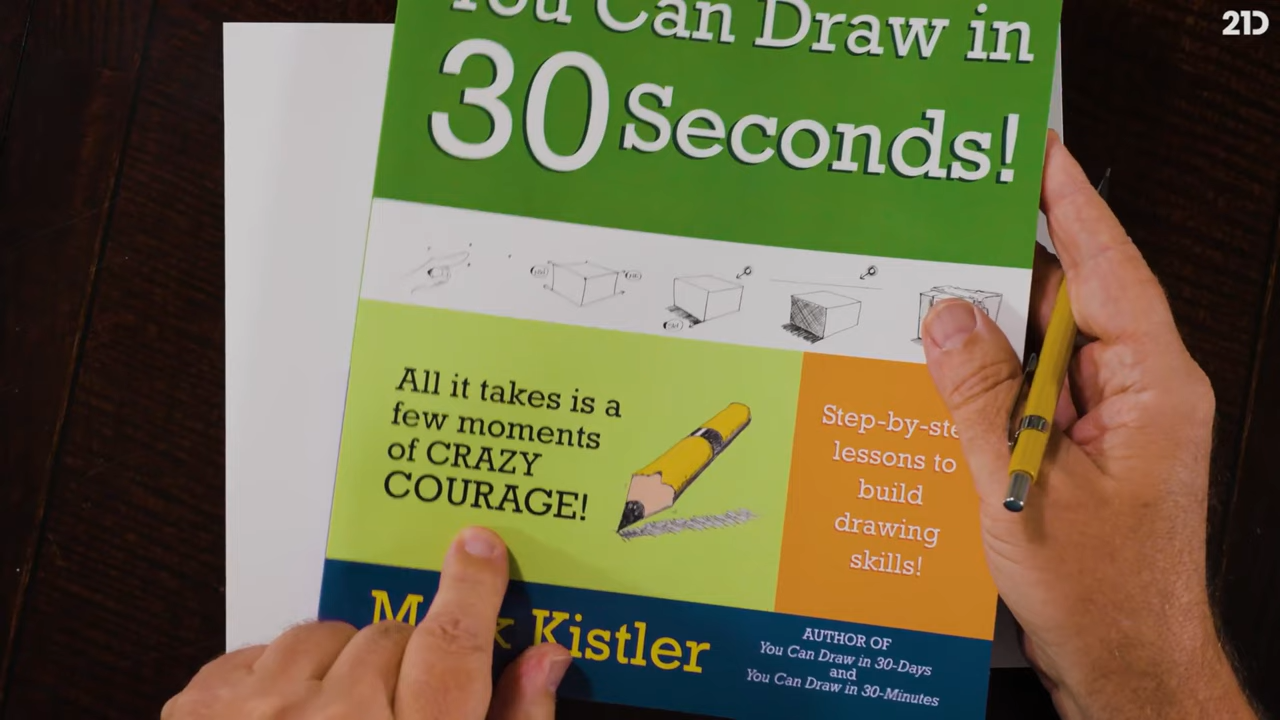 21D
You Can Draw in
30 Seconds!
All it takes is a
few moments
of CRAZY
COURAGE!
Step-by-ste
lessons to
build
drawing
skills!
M k Kistler
AUTHOR OF
You Can Draw in 30-Days
and
You Can Draw in 30-Minutes